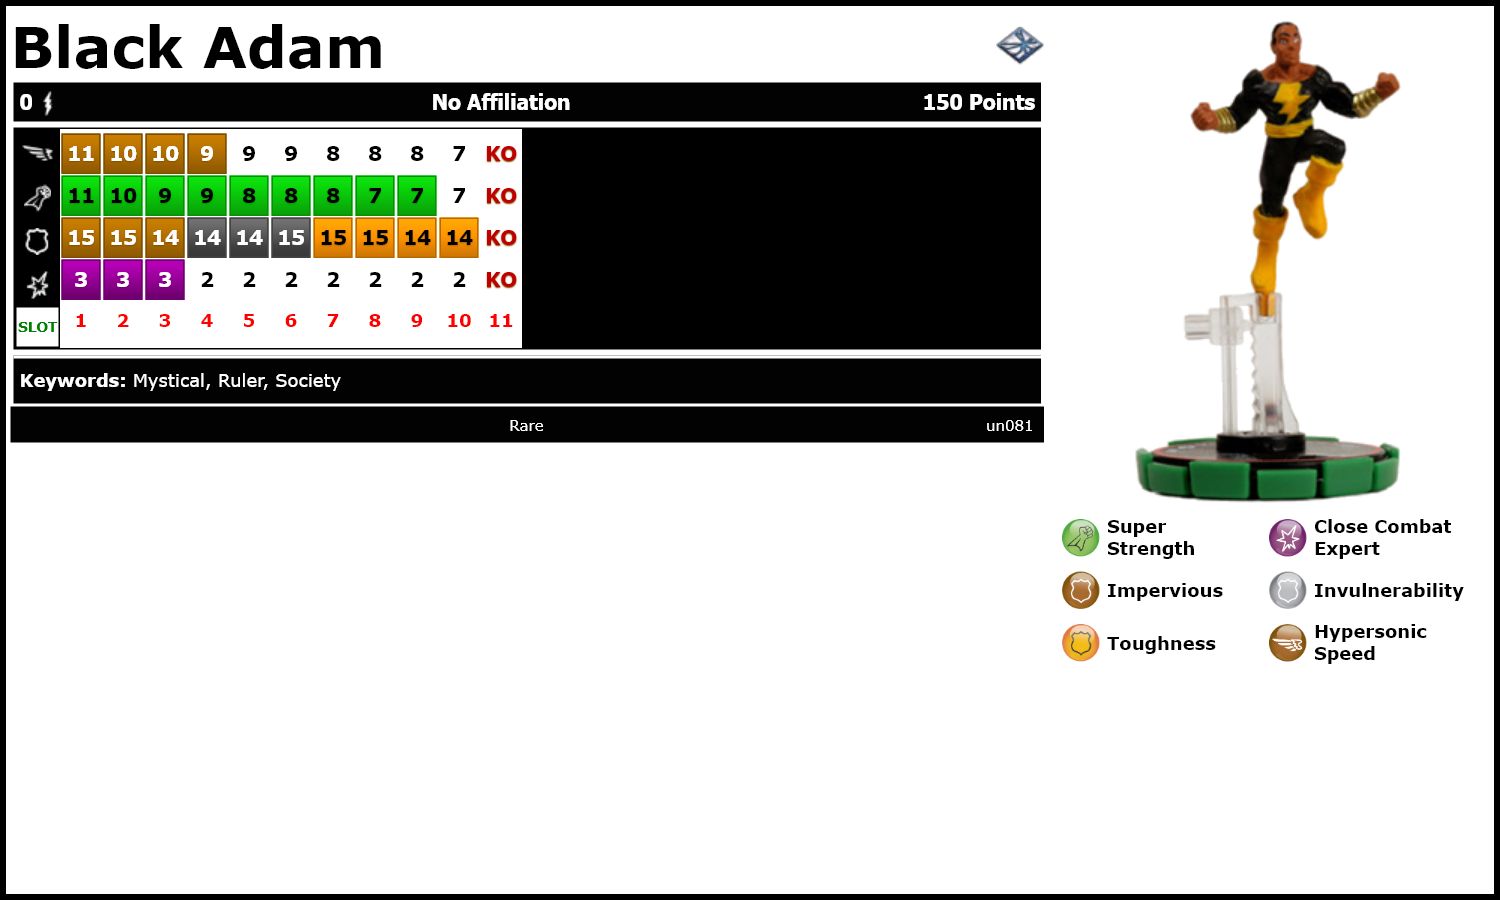 Black Adam
0 No Affiliation 150 Points
11 10 10 9 9 9 8 8 8 7 KO
11 10 9 9 8 8 8 7 7 7 KO
15 15 14 14 14 15 15 15 14 14 KO
3 3 3 2 2 2 2 2 2 2 KO
SLOT 1 2 3 4 5 6 7 8 9 10 11
Keywords: Mystical, Ruler, Society
Rare un081
Super Strength
Close Combat Expert
Impervious
Invulnerability
Toughness
Hypersonic Speed